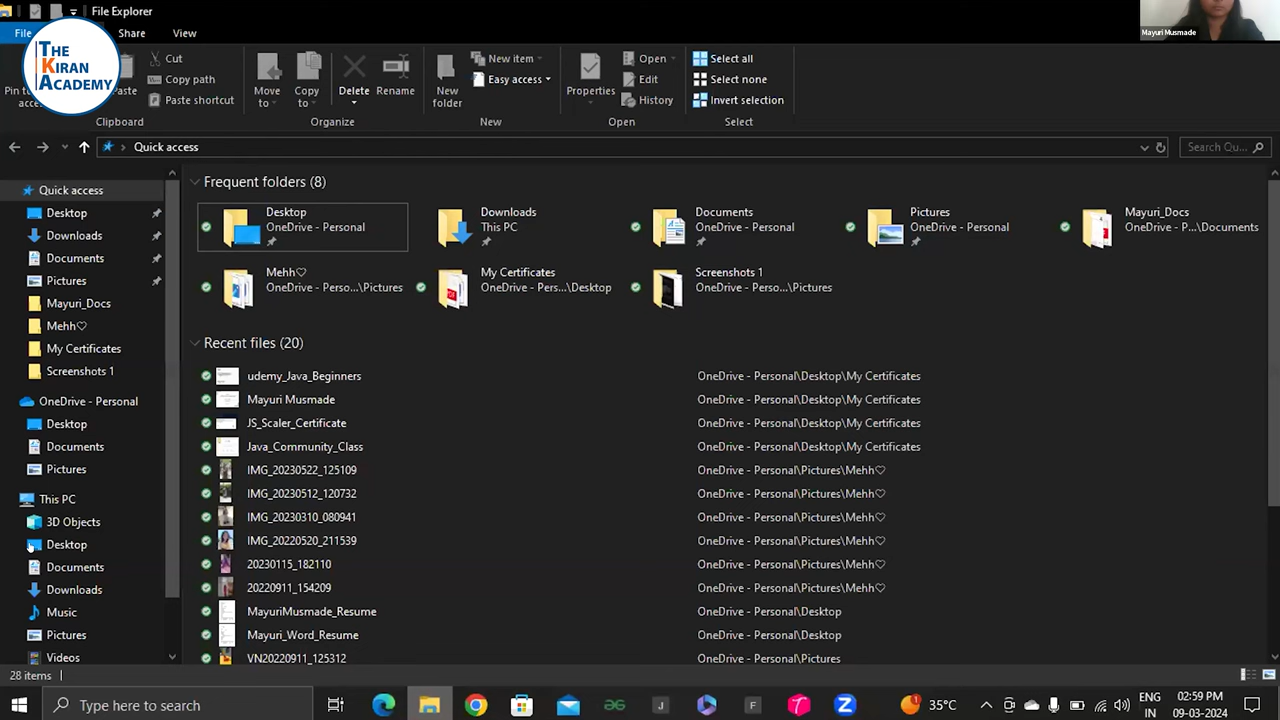 File Explorer
Mayuri Musmade
File
Share
View
THE
KIRAN
ACADEMY
Cut
Copy path
Paste shortcut
Move
to
Copy
to
Delete
Rename
New
folder
New item
Easy access
Properties
Open
Edit
History
Select all
Select none
Invert selection
Clipboard
Organize
New
Open
Select
Quick access
Search Qu...
Quick access
Desktop
Downloads
Documents
Pictures
Mayuri_Docs
Mehh♡
My Certificates
Screenshots 1
OneDrive - Personal
Desktop
Documents
Pictures
This PC
3D Objects
Desktop
Documents
Downloads
Music
Pictures
Videos
Frequent folders (8)
Desktop
OneDrive - Personal
Downloads
This PC
Documents
OneDrive - Personal
Pictures
OneDrive - Personal
Mayuri_Docs
OneDrive - P...\Documents
Mehh♡
OneDrive - Perso...\Pictures
My Certificates
OneDrive - Pers...\Desktop
Screenshots 1
OneDrive - Perso...\Pictures
Recent files (20)
udemy_Java_Beginners OneDrive - Personal\Desktop\My Certificates
Mayuri Musmade OneDrive - Personal\Desktop\My Certificates
JS_Scaler_Certificate OneDrive - Personal\Desktop\My Certificates
Java_Community_Class OneDrive - Personal\Desktop\My Certificates
IMG_20230522_125109 OneDrive - Personal\Pictures\Mehh♡
IMG_20230512_120732 OneDrive - Personal\Pictures\Mehh♡
IMG_20230310_080941 OneDrive - Personal\Pictures\Mehh♡
IMG_20220520_211539 OneDrive - Personal\Pictures\Mehh♡
20230115_182110 OneDrive - Personal\Pictures\Mehh♡
20220911_154209 OneDrive - Personal\Pictures\Mehh♡
MayuriMusmade_Resume OneDrive - Personal\Desktop
Mayuri_Word_Resume OneDrive - Personal\Desktop
VN20220911_125312 OneDrive - Personal\Pictures
28 items
Type here to search
35°C
ENG
IN
02:59 PM
09-03-2024